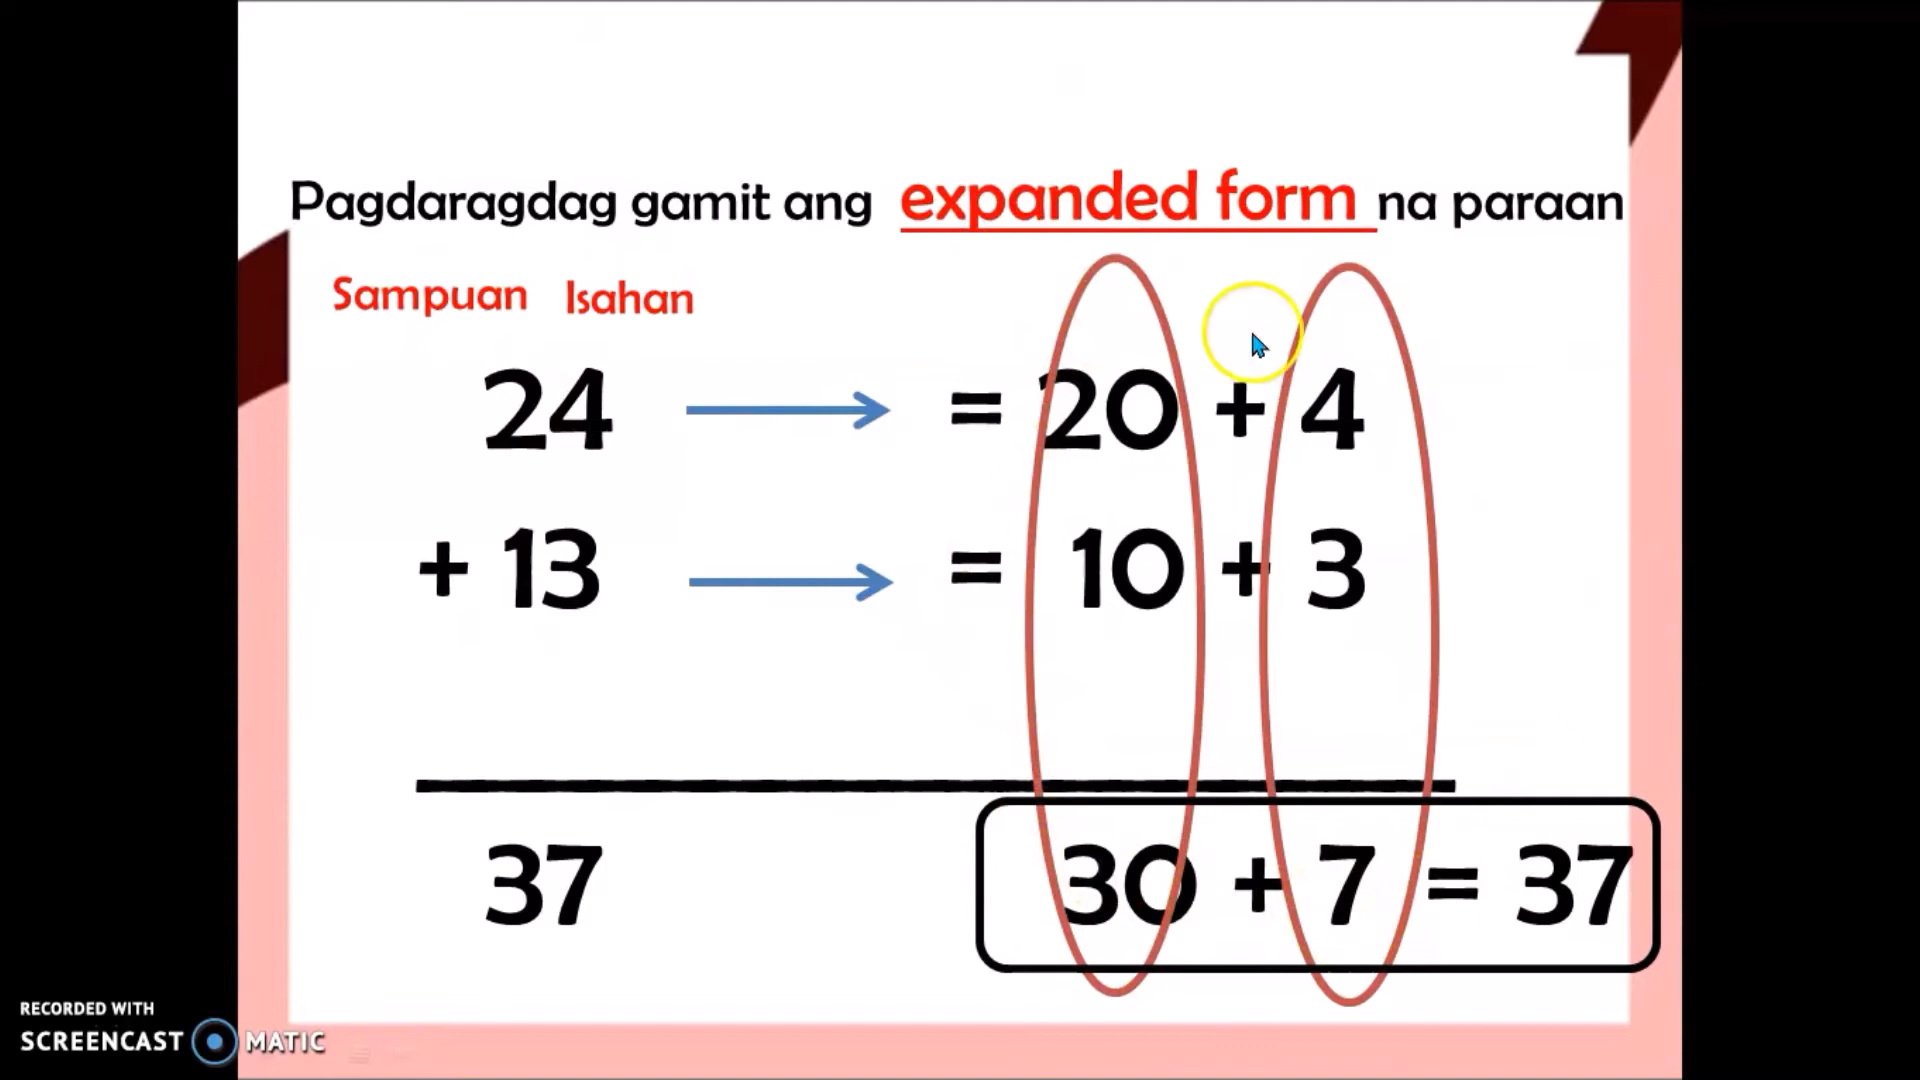 Pagdaragdag gamit ang expanded form na paraan
Sampuan Isahan
24 = 20 + 4
+ 13 = 10 + 3
37 30 + 7 = 37
RECORDED WITH
SCREENCAST MATIC